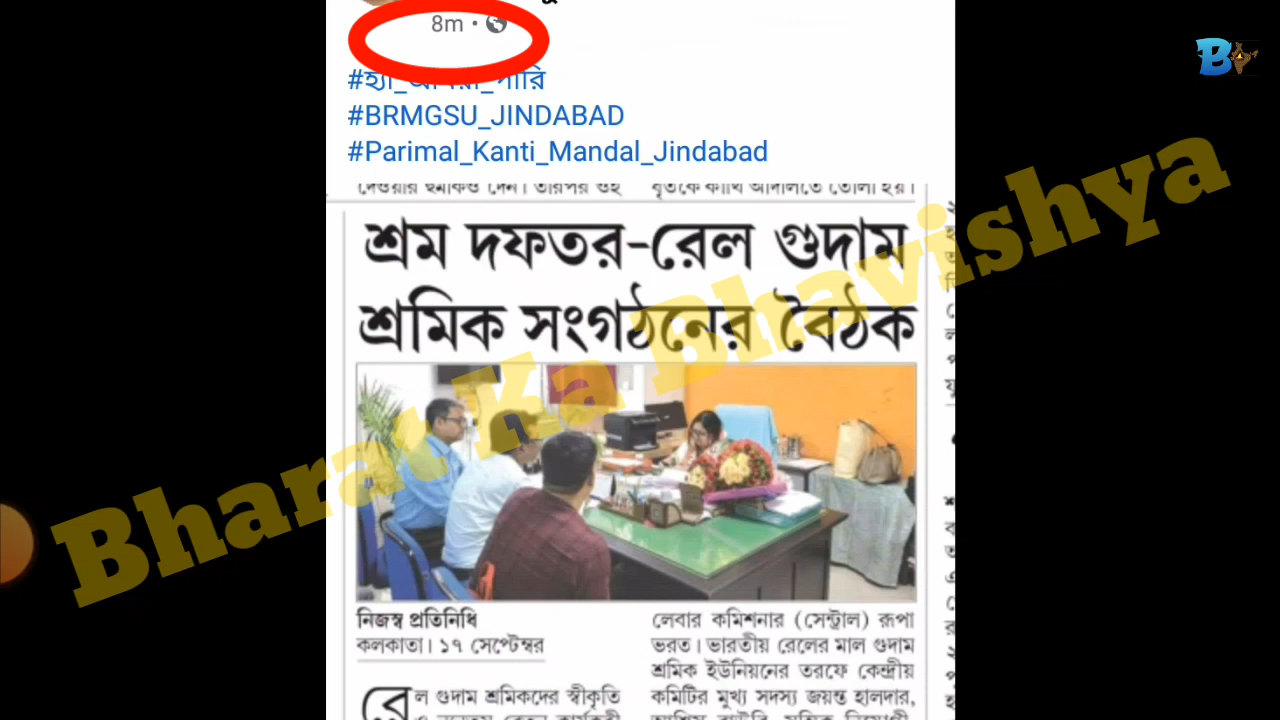 8m
পারি
#BRMGSU_JINDABAD
#Parimal_Kanti_Mandal_Jindabad
শ্রম দফতর-রেল গুদাম
শ্রমিক সংগঠনের বৈঠক
Bharat Ka Bhavishya
নিজস্ব প্রতিনিধি
কলকাতা। ১৭ সেপ্টেম্বর
রেল গুদাম শ্রমিকদের স্বীকৃতি
লেবার কমিশনার (সেন্ট্রাল) রূপা
ভরত। ভারতীয় রেলের মাল গুদাম
শ্রমিক ইউনিয়নের তরফে কেন্দ্রীয়
কমিটির মুখ্য সদস্য জয়ন্ত হালদার,
B